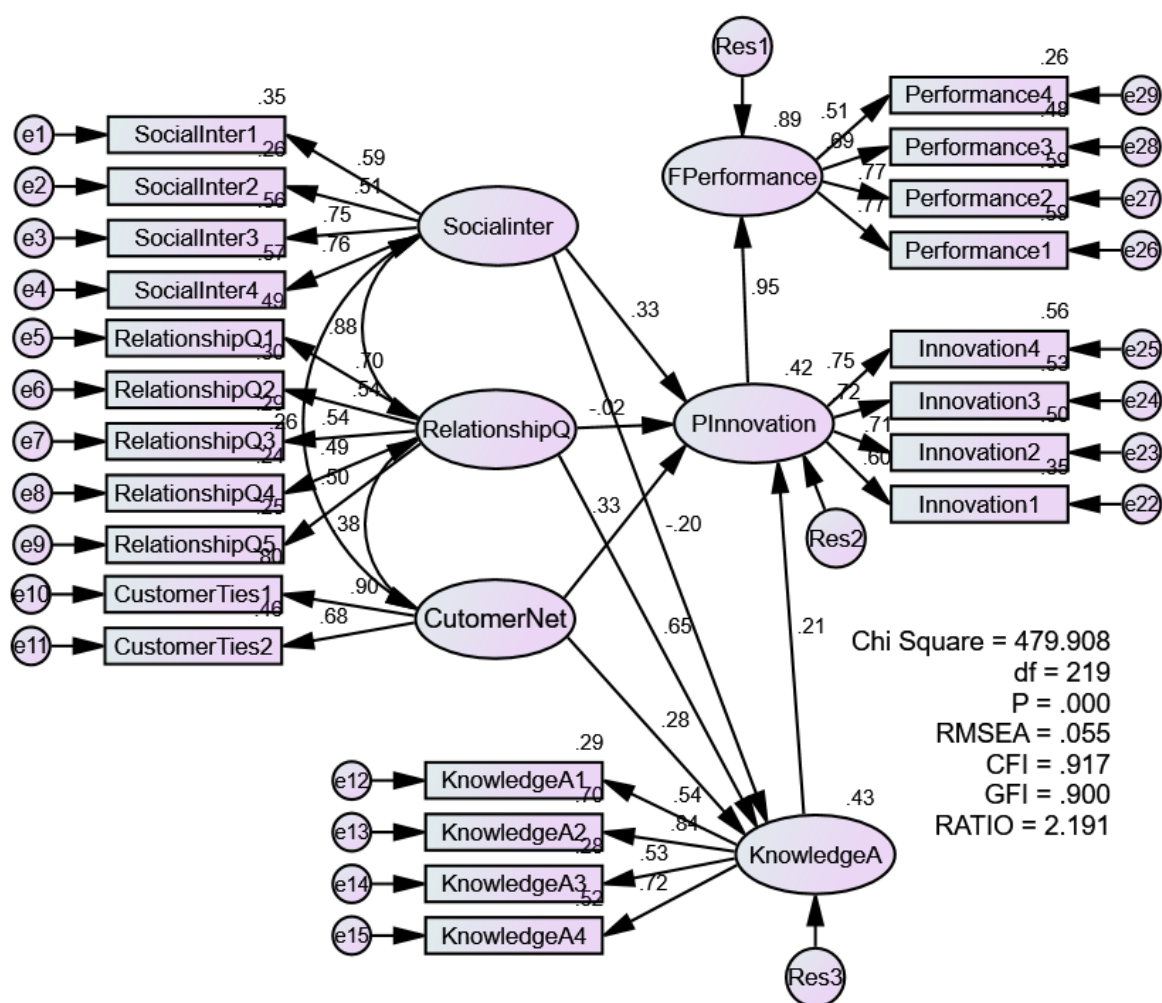 Res1
.26
.35
.51
Performance4
e29
e1
SocialInter1
.89
.48
.26
.59
.69
Performance3
e28
e2
SocialInter2
.51
FPerformance
.59
.56
.77
Performance2
e27
e3
SocialInter3
.75
Socialinter
.77
.59
.57
.76
Performance1
e26
e4
SocialInter4
.49
.95
.33
.56
e5
RelationshipQ1
.88
Innovation4
e25
.30
.70
.42
.75
.53
e6
RelationshipQ2
.54
.72
Innovation3
e24
.29
-.02
.26
.54
RelationshipQ
PInnovation
.71
.50
e7
RelationshipQ3
.49
.60
Innovation2
e23
.24
.35
e8
RelationshipQ4
.50
.33
Innovation1
e22
.25
.38
-.20
Res2
e9
RelationshipQ5
.80
e10
CustomerTies1
.90
CutomerNet
.46
.68
.65
.21
e11
CustomerTies2
Chi Square = 479.908
df = 219
P = .000
RMSEA = .055
CFI = .917
GFI = .900
RATIO = 2.191
.28
.29
e12
KnowledgeA1
.54
.43
.70
.84
e13
KnowledgeA2
.28
.53
KnowledgeA
e14
KnowledgeA3
.72
.52
e15
KnowledgeA4
Res3